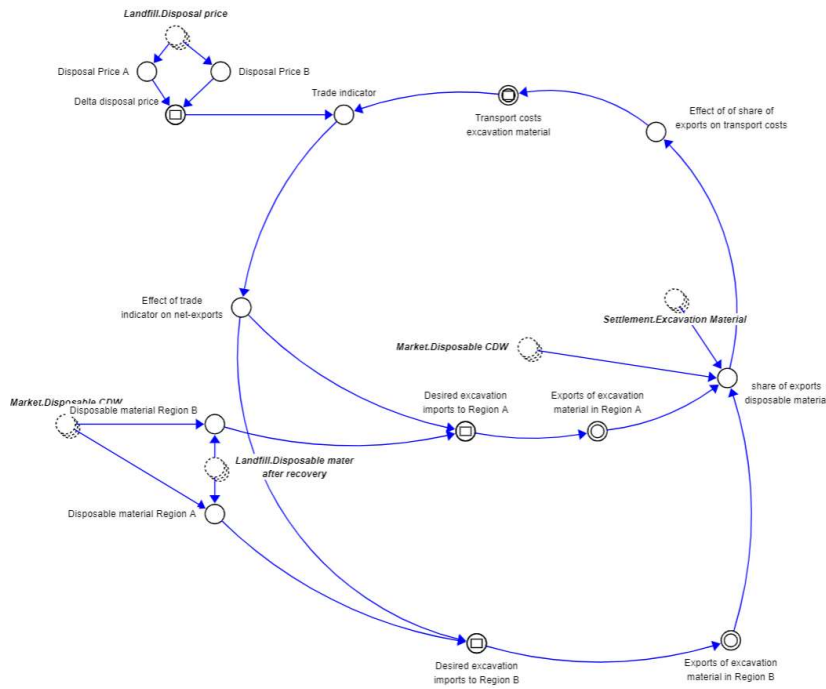 Landfill.Disposal price
Disposal Price A
Disposal Price B
Delta disposal price
Trade indicator
Transport costs
excavation material
Effect of of share of
exports on transport costs
Effect of trade
indicator on net-exports
Settlement.Excavation Material
Market.Disposable CDW
share of exports
disposable material
Desired excavation
imports to Region A
Exports of excavation
material in Region A
Market.Disposable CDW
Disposable material Region B
Landfill.Disposable mater
after recovery
Disposable material Region A
Desired excavation
imports to Region B
Exports of excavation
material in Region B